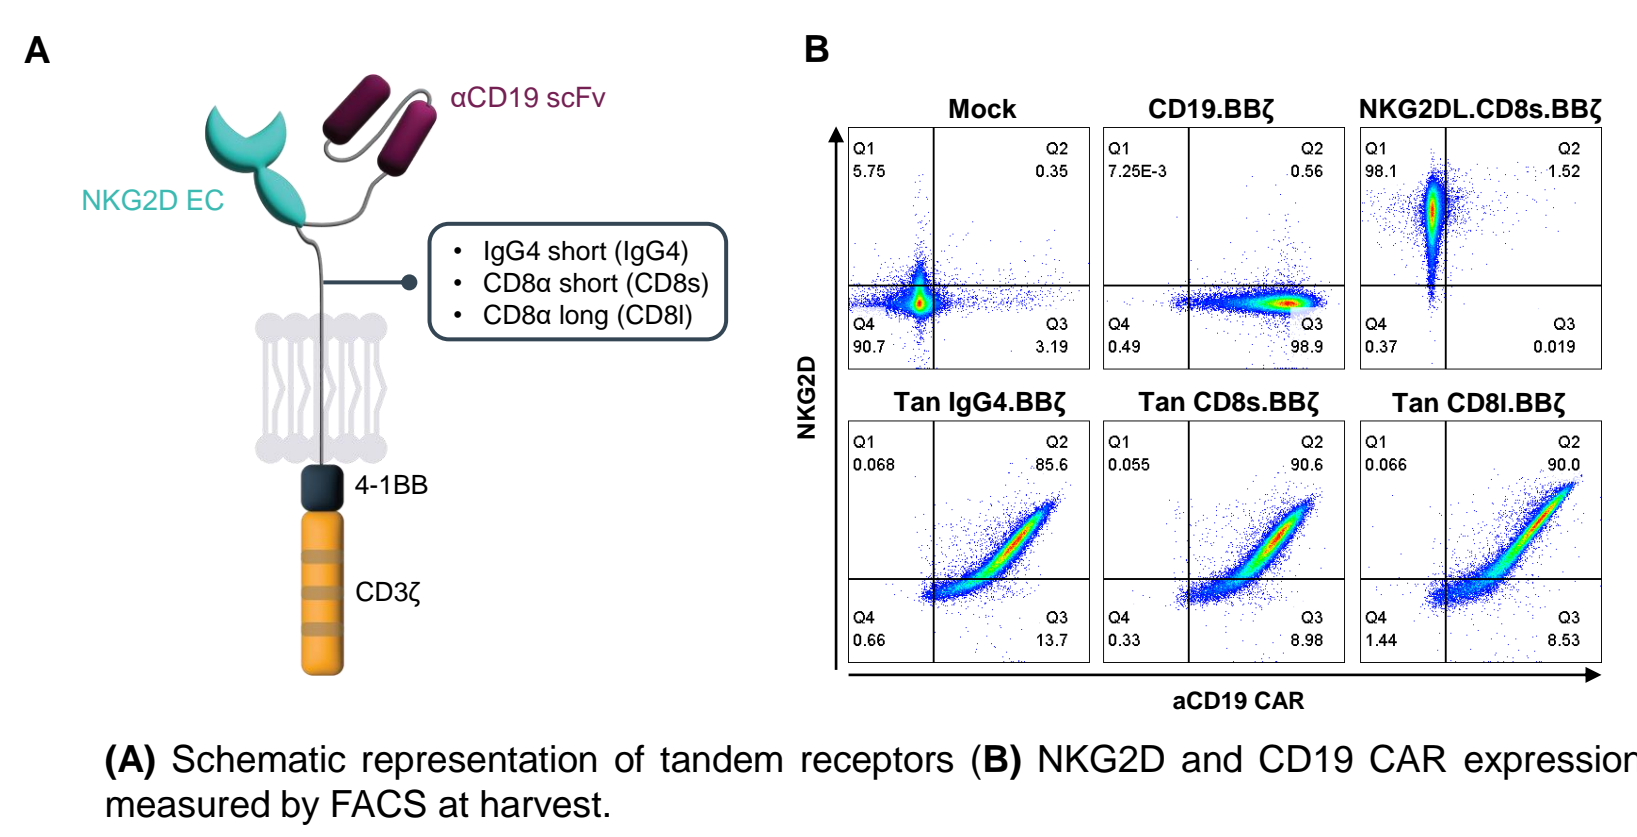 A
αCD19 scFv
NKG2D EC
• IgG4 short (IgG4)
• CD8α short (CD8s)
• CD8α long (CD8l)
4-1BB
CD3ζ
B
Mock
CD19.BBζ
NKG2DL.CD8s.BBζ
Q1
5.75
Q2
0.35
Q4
90.7
Q3
3.19
Q1
7.25E-3
Q2
0.56
Q4
0.49
Q3
98.9
Q1
98.1
Q2
1.52
Q4
0.37
Q3
0.019
NKG2D
Tan IgG4.BBζ
Tan CD8s.BBζ
Tan CD8l.BBζ
Q1
0.068
Q2
85.6
Q4
0.66
Q3
13.7
Q1
0.055
Q2
90.6
Q4
0.33
Q3
8.98
Q1
0.066
Q2
90.0
Q4
1.44
Q3
8.53
aCD19 CAR
(A) Schematic representation of tandem receptors (B) NKG2D and CD19 CAR expression
measured by FACS at harvest.